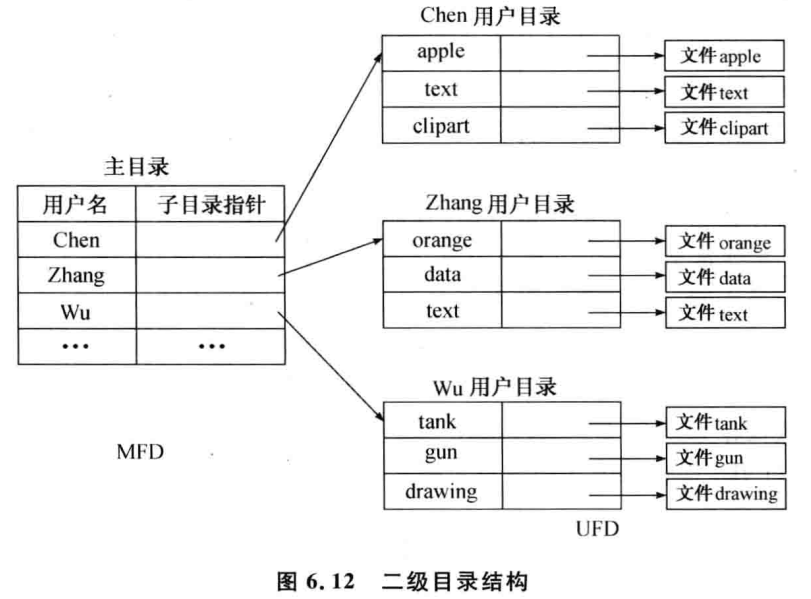 Chen 用户目录
apple 文件apple
text 文件text
clipart 文件clipart
主目录
用户名 子目录指针
Chen
Zhang
Wu
… …
MFD
Zhang 用户目录
orange 文件 orange
data 文件 data
text 文件 text
Wu 用户目录
tank 文件tank
gun 文件gun
drawing 文件drawing
UFD
图 6.12 二级目录结构